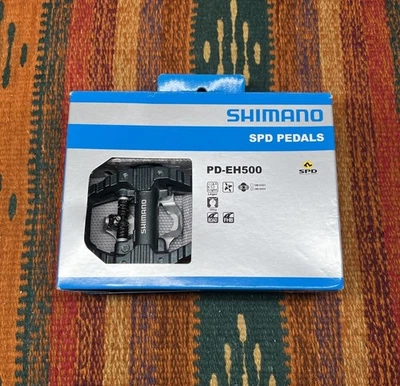 SHIMANO
SPD PEDALS
PD-EH500
SPD
SHIMANO